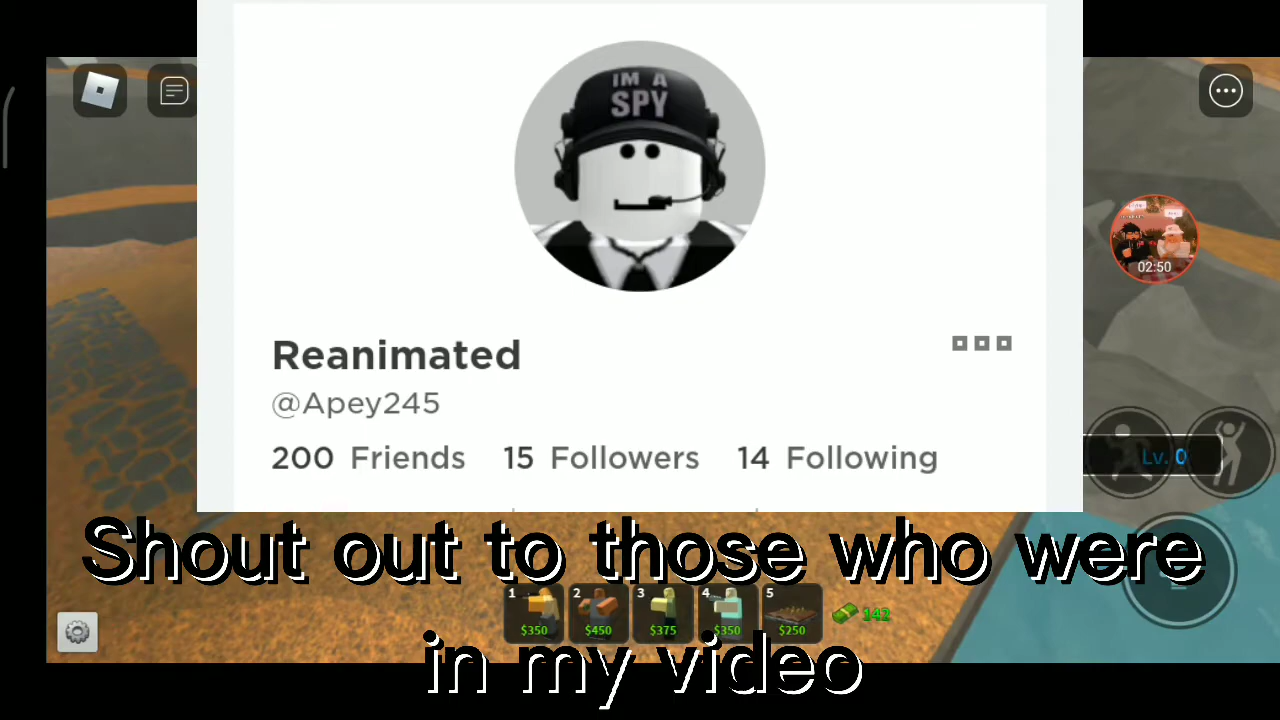 IM A
SPY
02:50
Reanimated
@Apey245
200 Friends 15 Followers 14 Following
Lv. 0
Shout out to those who were
1 2 3 4 5
$350 $450 $375 $350 $250 142
in my video